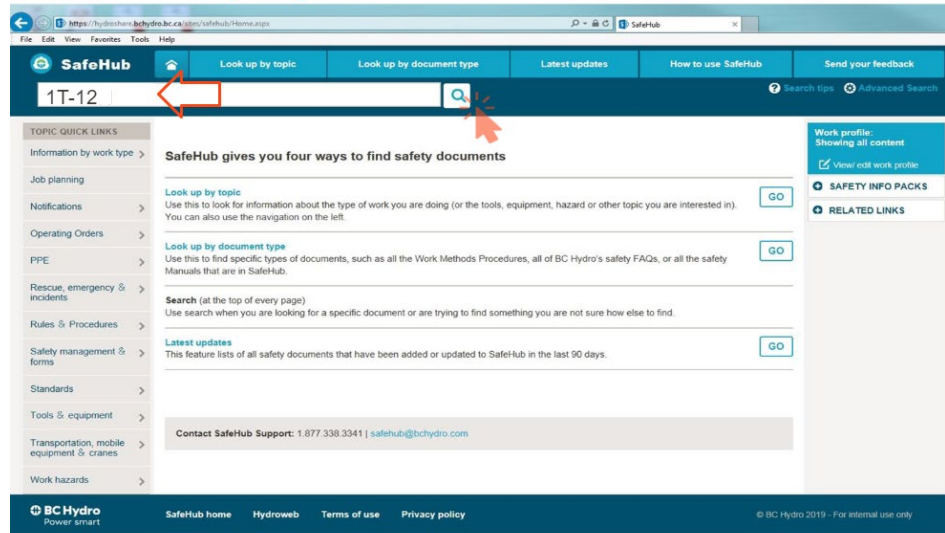 https://hydroshare.bchydro.bc.ca/sites/safehub/Home.aspx
SafeHub
File Edit View Favorites Tools Help
SafeHub
Look up by topic
Look up by document type
Latest updates
How to use SafeHub
Send your feedback
1T-12
Search tips
Advanced Search
TOPIC QUICK LINKS
Information by work type
Job planning
Notifications
Operating Orders
PPE
Rescue, emergency &
incidents
Rules & Procedures
Safety management &
forms
Standards
Tools & equipment
Transportation, mobile
equipment & cranes
Work hazards
SafeHub gives you four ways to find safety documents
Look up by topic
Use this to look for information about the type of work you are doing (or the tools, equipment, hazard or other topic you are interested in).
You can also use the navigation on the left.
GO
Look up by document type
Use this to find specific types of documents, such as all the Work Methods Procedures, all of BC Hydro's safety FAQs, or all the safety
Manuals that are in SafeHub.
GO
Search (at the top of every page)
Use search when you are looking for a specific document or are trying to find something you are not sure how else to find.
Latest updates
This feature lists of all safety documents that have been added or updated to SafeHub in the last 90 days.
GO
Contact SafeHub Support: 1.877.338.3341 | safehub@bchydro.com
Work profile:
Showing all content
View/ edit work profile
SAFETY INFO PACKS
RELATED LINKS
BC Hydro
Power smart
SafeHub home
Hydroweb
Terms of use
Privacy policy
© BC Hydro 2019 - For internal use only